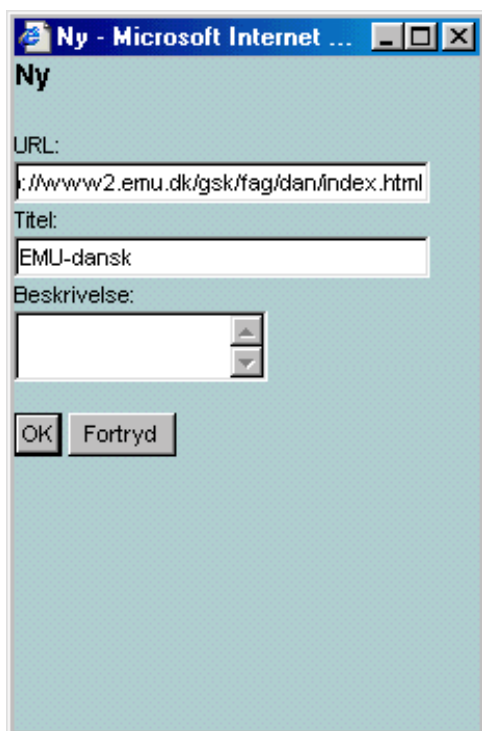 Ny - Microsoft Internet ...
Ny
URL:
://www2.emu.dk/gsk/fag/dan/index.html
Titel:
EMU-dansk
Beskrivelse:
OK Fortryd